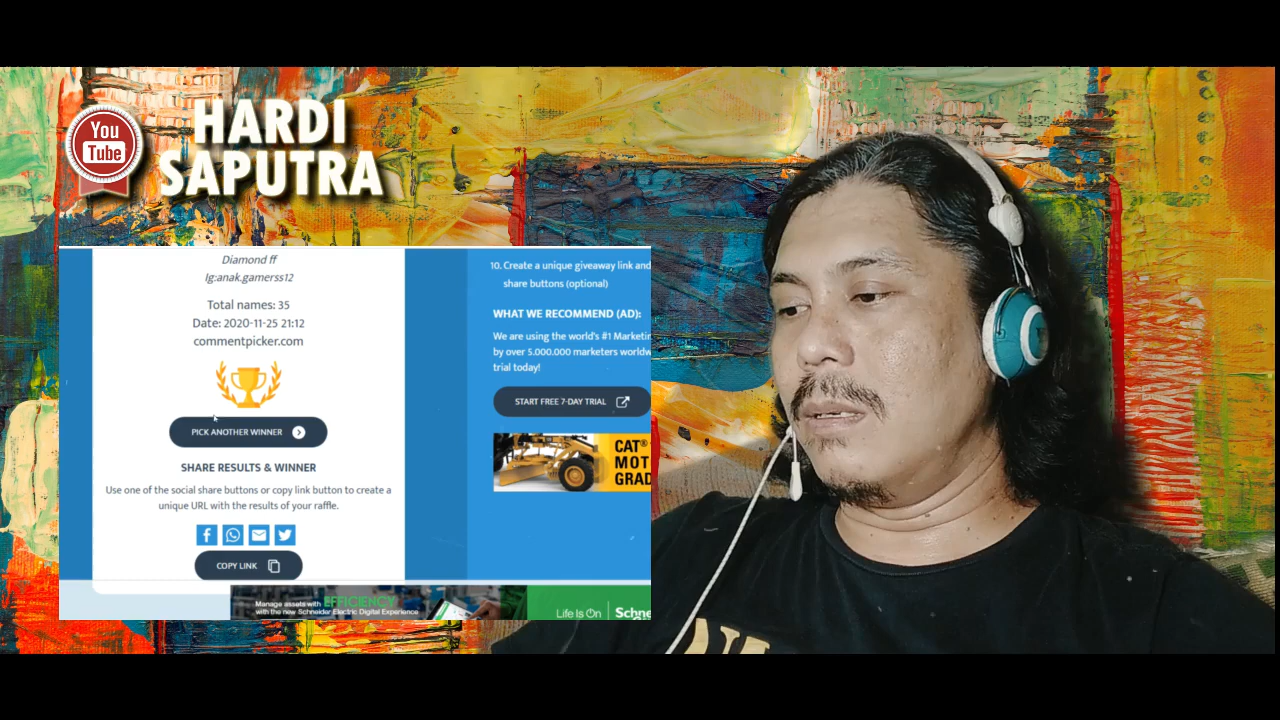 You
Tube
HARDI
SAPUTRA
Diamond ff
Ig:anak.gamerss12
Total names: 35
Date: 2020-11-25 21:12
commentpicker.com
PICK ANOTHER WINNER
SHARE RESULTS & WINNER
Use one of the social share buttons or copy link button to create a
unique URL with the results of your raffle.
COPY LINK
10. Create a unique giveaway link and
share buttons (optional)
WHAT WE RECOMMEND (AD):
We are using the world's #1 Marketin
by over 5.000.000 marketers worldw
trial today!
START FREE 7-DAY TRIAL
CAT®
MOT
GRAD
Manage assets with EFFICIENCY
with the new Schneider Electric Digital Experience
Life Is On | Schne